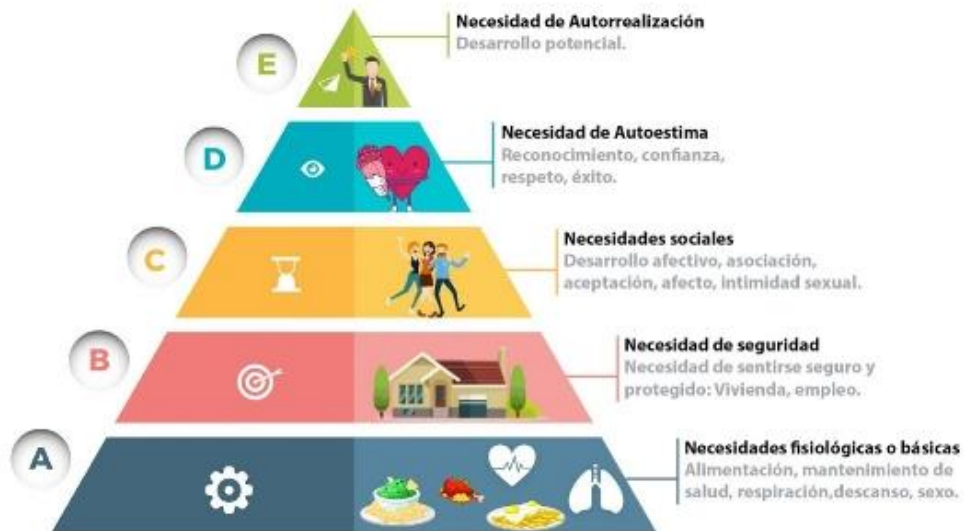 E
Necesidad de Autorrealización
Desarrollo potencial.
D
Necesidad de Autoestima
Reconocimiento, confianza,
respeto, éxito.
C
Necesidades sociales
Desarrollo afectivo, asociación,
aceptación, afecto, intimidad sexual.
B
Necesidad de seguridad
Necesidad de sentirse seguro y
protegido: Vivienda, empleo.
A
Necesidades fisiológicas o básicas
Alimentación, mantenimiento de
salud, respiración,descanso, sexo.